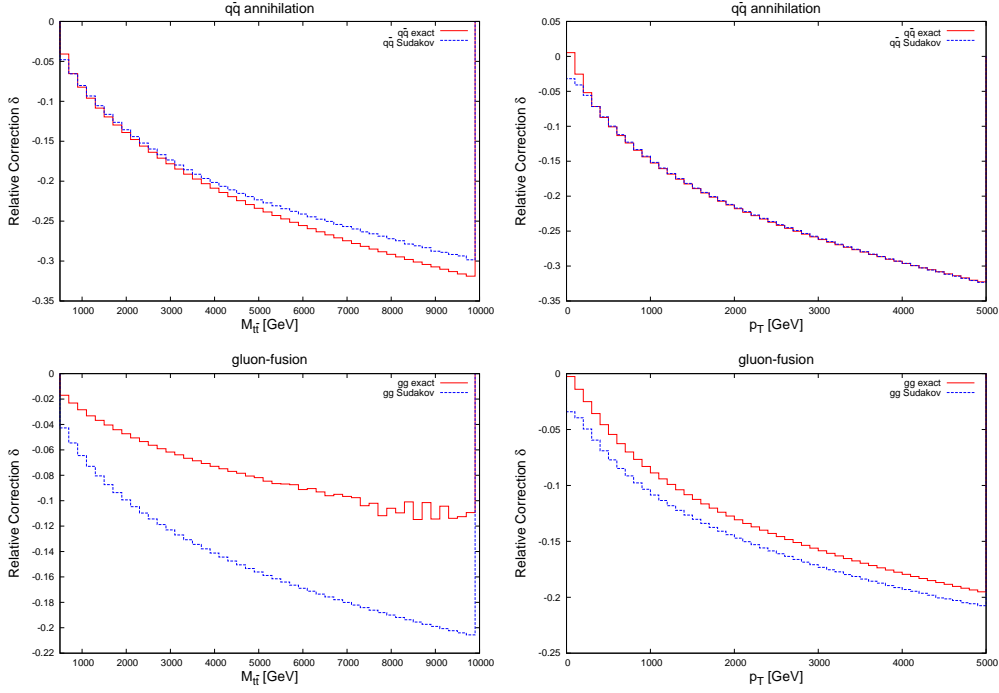 qq̄ annihilation
qq̄ exact
qq̄ Sudakov
Relative Correction δ
-0.05
-0.1
-0.15
-0.2
-0.25
-0.3
-0.35
1000 2000 3000 4000 5000 6000 7000 8000 9000 10000
M_tt̄ [GeV]
qq̄ annihilation
qq̄ exact
qq̄ Sudakov
Relative Correction δ
0.05
0
-0.05
-0.1
-0.15
-0.2
-0.25
-0.3
-0.35
0 1000 2000 3000 4000 5000
p_T [GeV]
gluon-fusion
gg exact
gg Sudakov
Relative Correction δ
0
-0.02
-0.04
-0.06
-0.08
-0.1
-0.12
-0.14
-0.16
-0.18
-0.2
-0.22
1000 2000 3000 4000 5000 6000 7000 8000 9000 10000
M_tt̄ [GeV]
gluon-fusion
gg exact
gg Sudakov
Relative Correction δ
0
-0.05
-0.1
-0.15
-0.2
-0.25
0 1000 2000 3000 4000 5000
p_T [GeV]